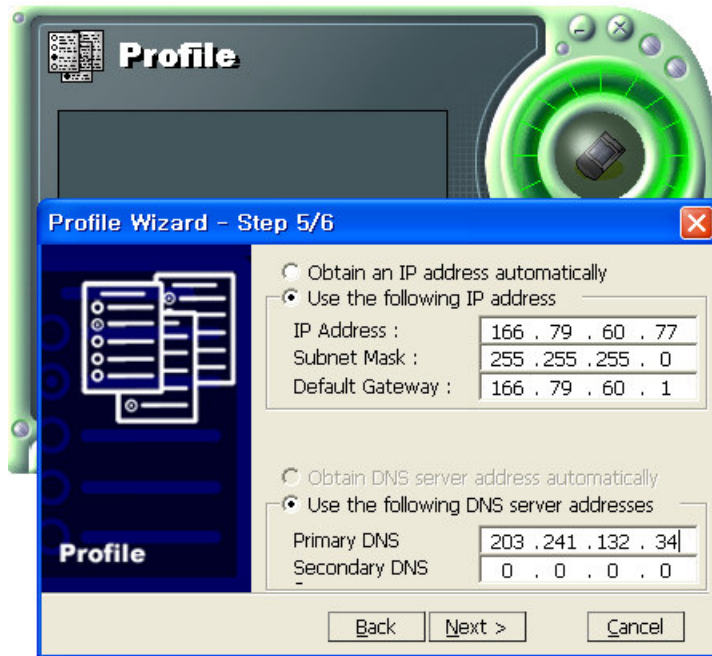 Profile
Profile Wizard - Step 5/6
Obtain an IP address automatically
Use the following IP address
IP Address : 166 . 79 . 60 . 77
Subnet Mask : 255 .255 .255 . 0
Default Gateway : 166 . 79 . 60 . 1
Obtain DNS server address automatically
Use the following DNS server addresses
Primary DNS 203 .241 .132 . 34
Secondary DNS 0 . 0 . 0 . 0
Profile
Back Next > Cancel